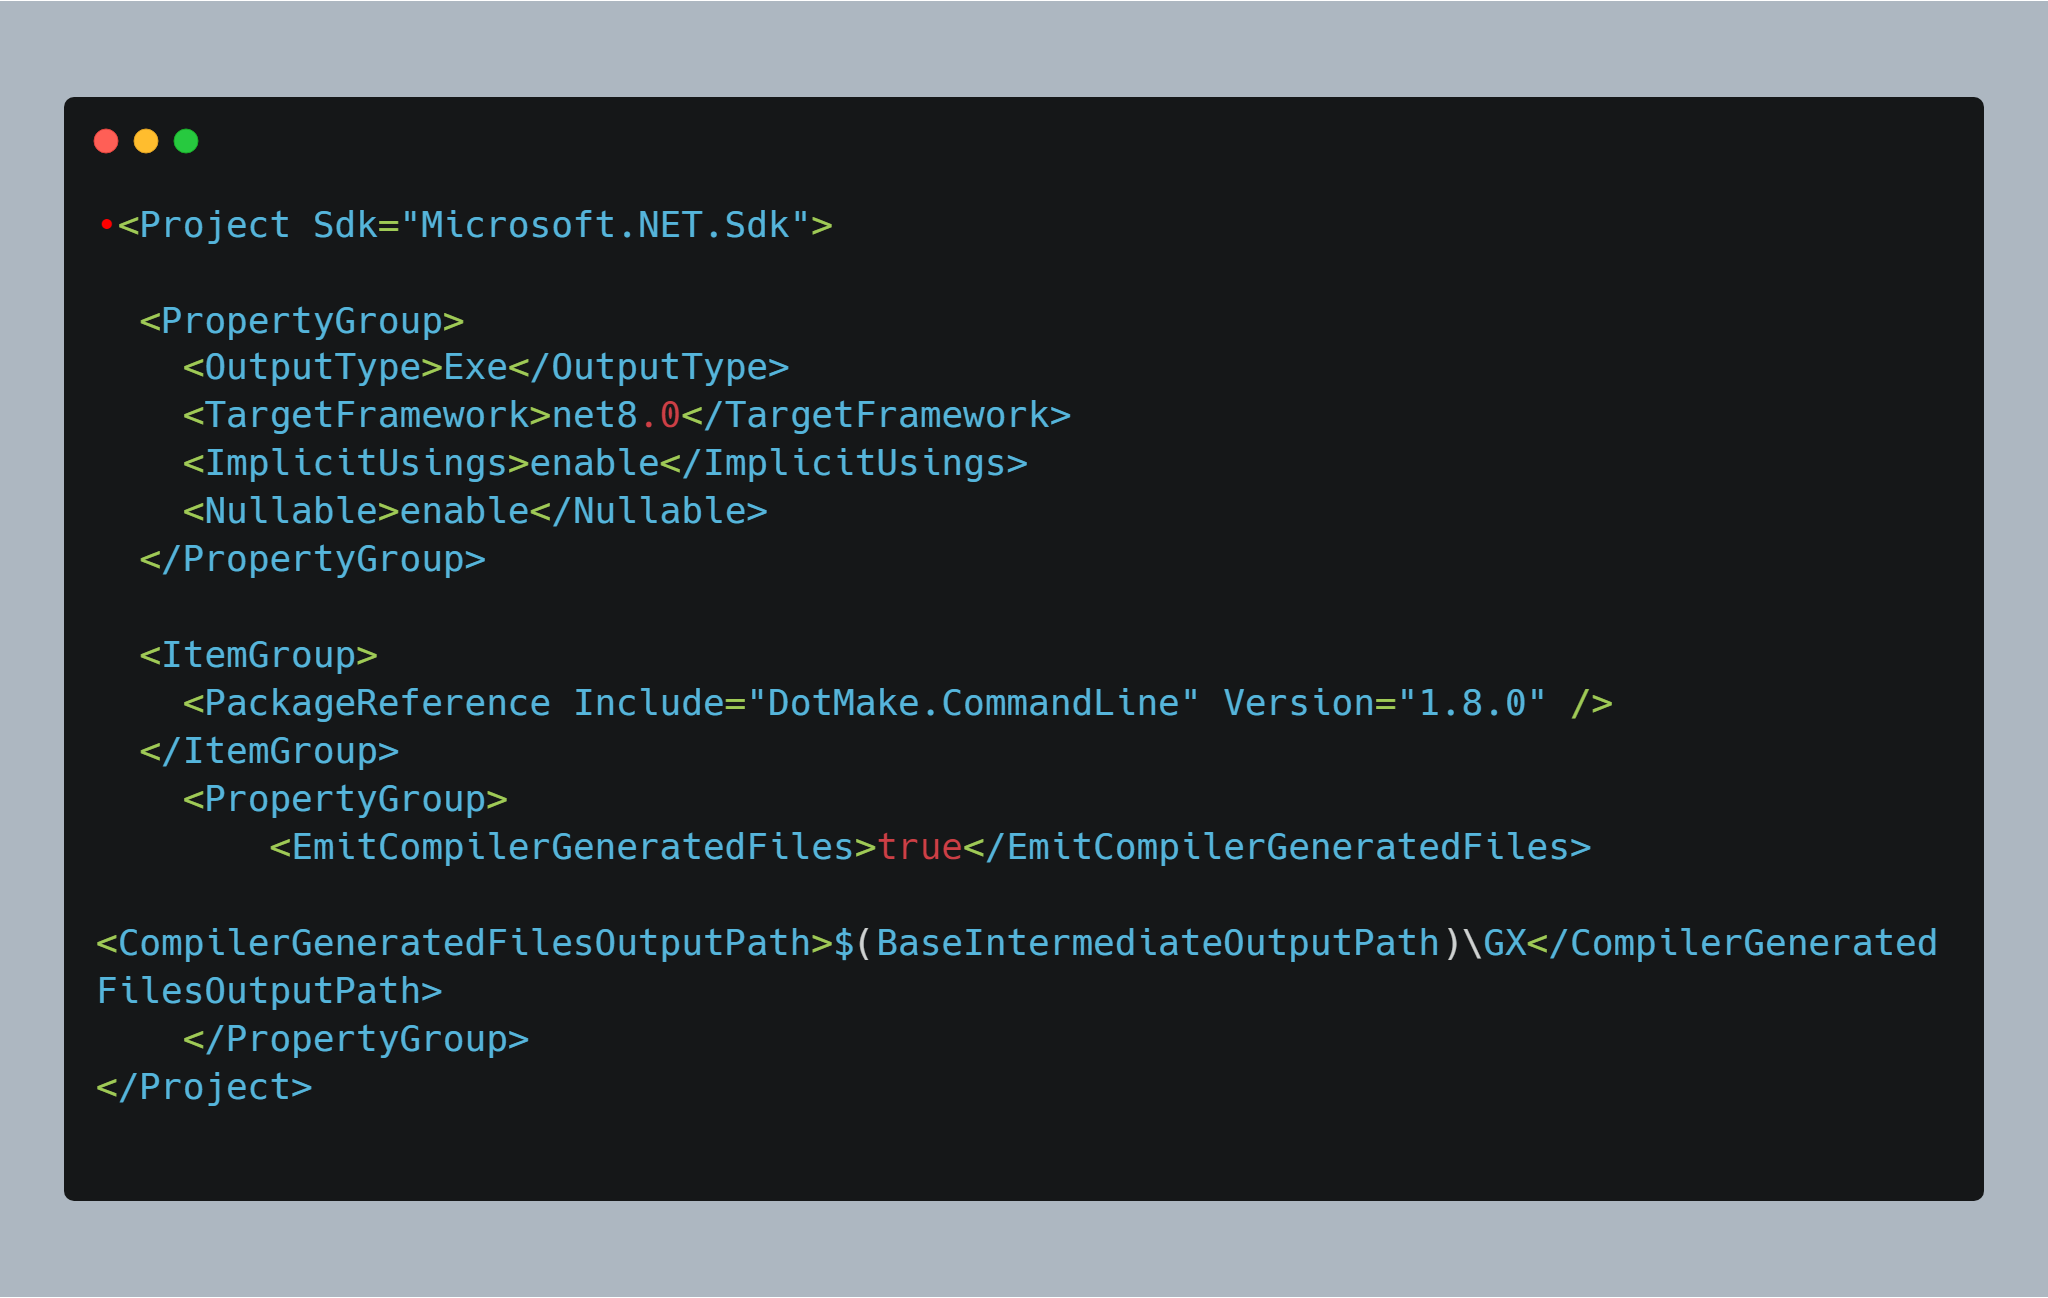 •<Project Sdk="Microsoft.NET.Sdk">

  <PropertyGroup>
    <OutputType>Exe</OutputType>
    <TargetFramework>net8.0</TargetFramework>
    <ImplicitUsings>enable</ImplicitUsings>
    <Nullable>enable</Nullable>
  </PropertyGroup>

  <ItemGroup>
    <PackageReference Include="DotMake.CommandLine" Version="1.8.0" />
  </ItemGroup>
    <PropertyGroup>
        <EmitCompilerGeneratedFiles>true</EmitCompilerGeneratedFiles>

<CompilerGeneratedFilesOutputPath>$(BaseIntermediateOutputPath)\GX</CompilerGenerated
FilesOutputPath>
    </PropertyGroup>
</Project>